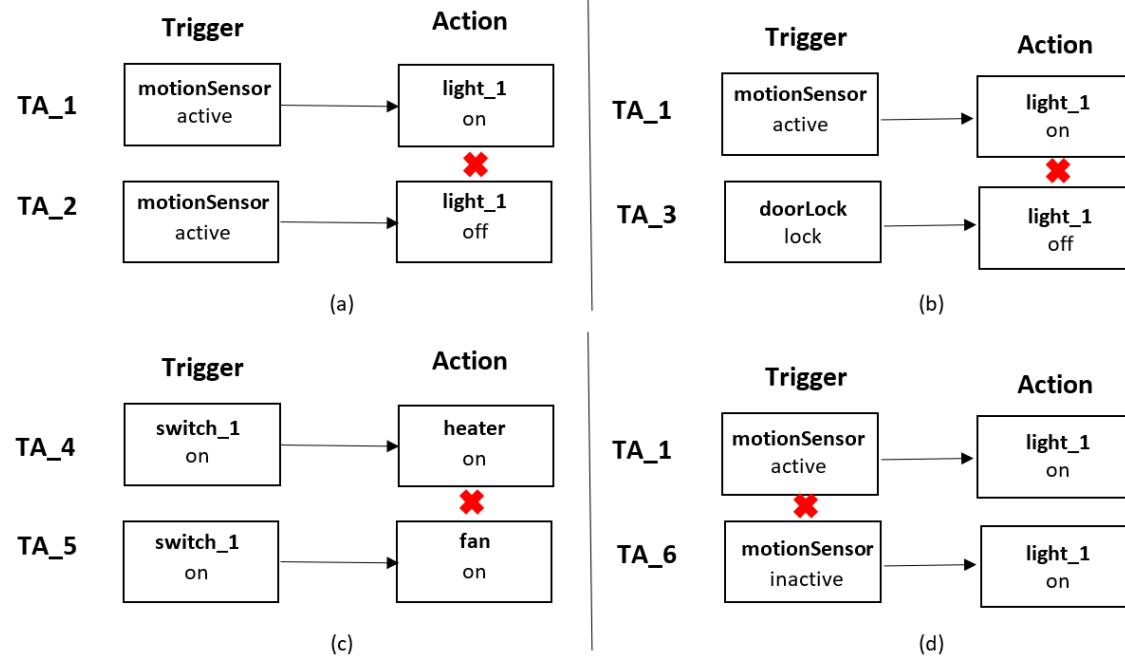 Trigger
Action
TA_1
motionSensor
active
light_1
on
TA_2
motionSensor
active
light_1
off
(a)
Trigger
Action
TA_1
motionSensor
active
light_1
on
TA_3
doorLock
lock
light_1
off
(b)
Trigger
Action
TA_4
switch_1
on
heater
on
TA_5
switch_1
on
fan
on
(c)
Trigger
Action
TA_1
motionSensor
active
light_1
on
TA_6
motionSensor
inactive
light_1
on
(d)